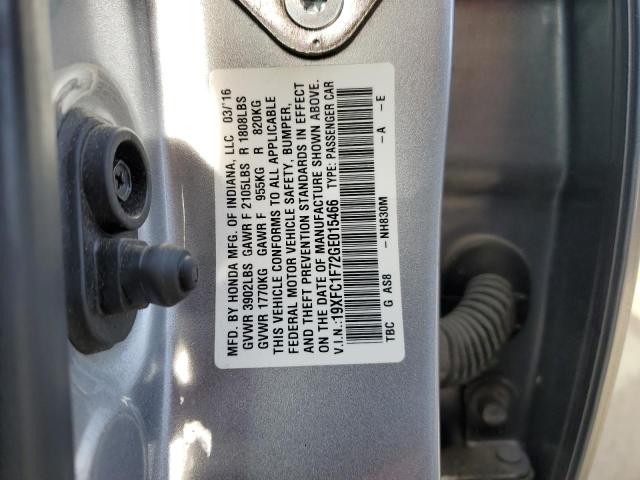 MFD. BY HONDA MFG. OF INDIANA, LLC 03/16
GVWR 3902LBS GAWR F 2105LBS R 1808LBS
GVWR 1770KG GAWR F 955KG R 820KG
THIS VEHICLE CONFORMS TO ALL APPLICABLE
FEDERAL MOTOR VEHICLE SAFETY, BUMPER,
AND THEFT PREVENTION STANDARDS IN EFFECT
ON THE DATE OF MANUFACTURE SHOWN ABOVE.
V.I.N.:19XFC1F72GE015466 TYPE: PASSENGER CAR
TBC G AS8 -NH830M -A -E